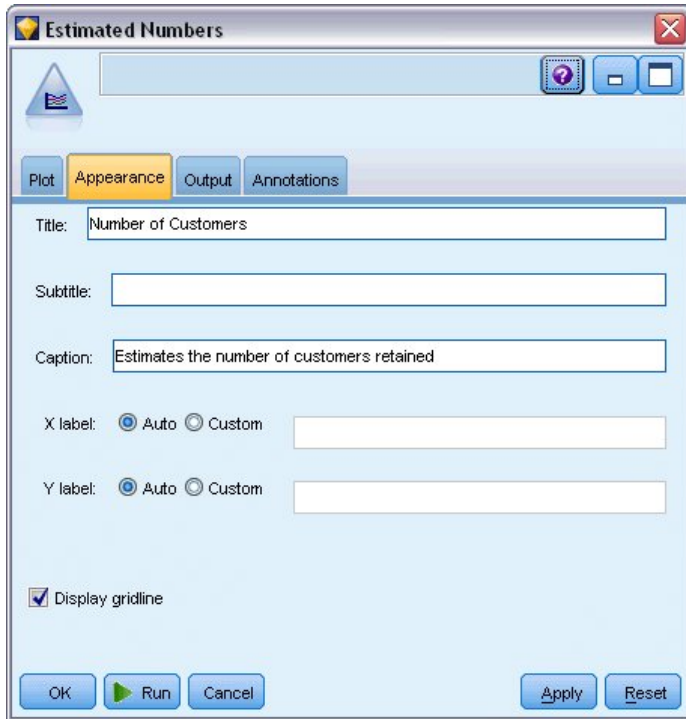 Estimated Numbers
Plot Appearance Output Annotations
Title: Number of Customers
Subtitle:
Caption: Estimates the number of customers retained
X label: Auto Custom
Y label: Auto Custom
Display gridline
OK Run Cancel Apply Reset